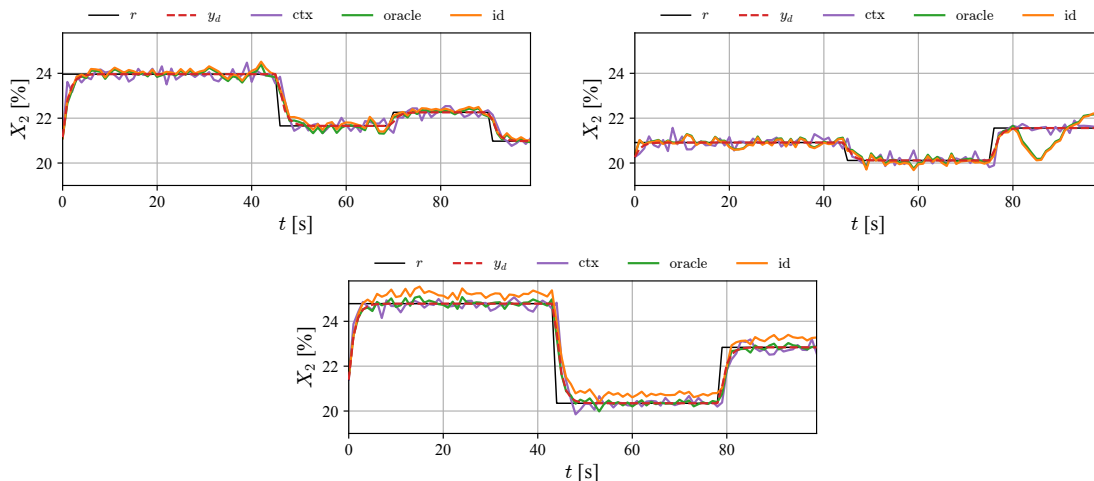 r y_d ctx oracle id
24
22
20
X_2 [%]
0 20 40 60 80
t [s]
r y_d ctx oracle id
24
22
20
X_2 [%]
0 20 40 60 80
t [s]
r y_d ctx oracle id
24
22
20
X_2 [%]
0 20 40 60 80
t [s]